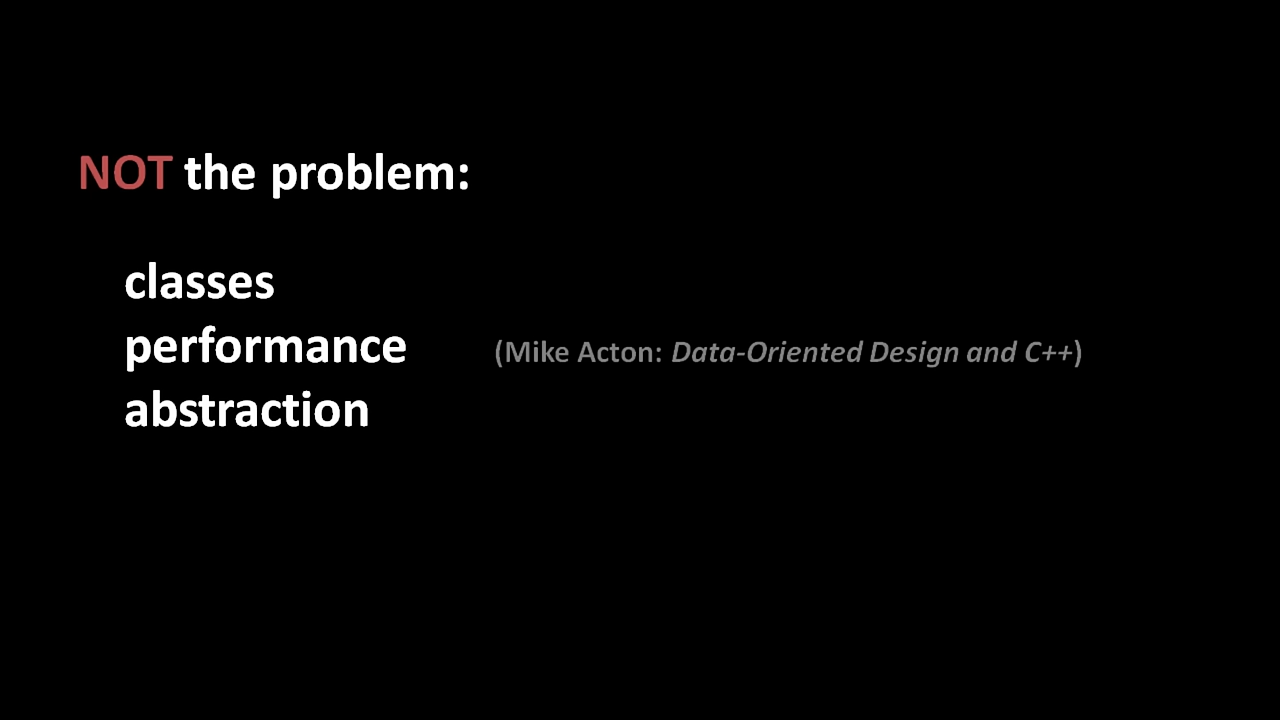 NOT the problem:
classes
performance (Mike Acton: Data-Oriented Design and C++)
abstraction